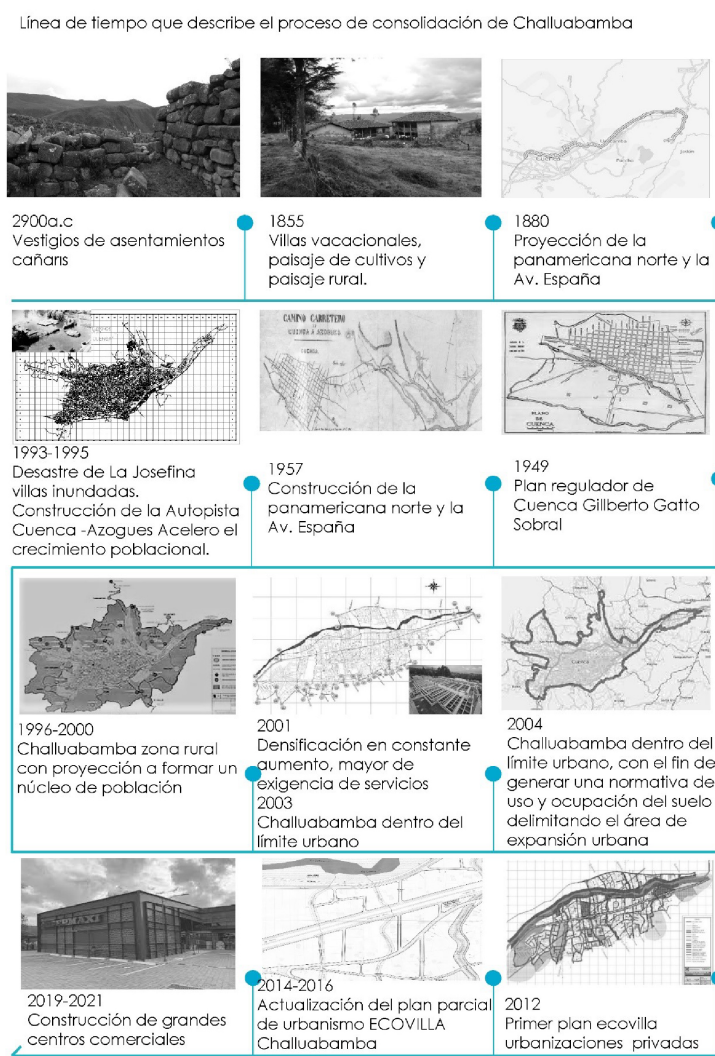 Línea de tiempo que describe el proceso de consolidación de Challuabamba
2900a.c
Vestigios de asentamientos
cañaris
1855
Villas vacacionales,
paisaje de cultivos y
paisaje rural.
1880
Proyección de la
panamericana norte y la
Av. España
CAMINO CARRETERO
CUENCA A AZOGUES
PLANO
DE
CUENCA
1993-1995
Desastre de La Josefina
villas inundadas.
Construcción de la Autopista
Cuenca -Azogues Acelero el
crecimiento poblacional.
1957
Construcción de la
panamericana norte y la
Av. España
1949
Plan regulador de
Cuenca Gillberto Gatto
Sobral
1996-2000
Challuabamba zona rural
con proyección a formar un
núcleo de población
2001
Densificación en constante
aumento, mayor de
exigencia de servicios
2003
Challuabamba dentro del
límite urbano
2004
Challuabamba dentro del
límite urbano, con el fin de
generar una normativa de
uso y ocupación del suelo
delimitando el área de
expansión urbana
2019-2021
Construcción de grandes
centros comerciales
2014-2016
Actualización del plan parcial
de urbanismo ECOVILLA
Challuabamba
2012
Primer plan ecovilla
urbanizaciones privadas